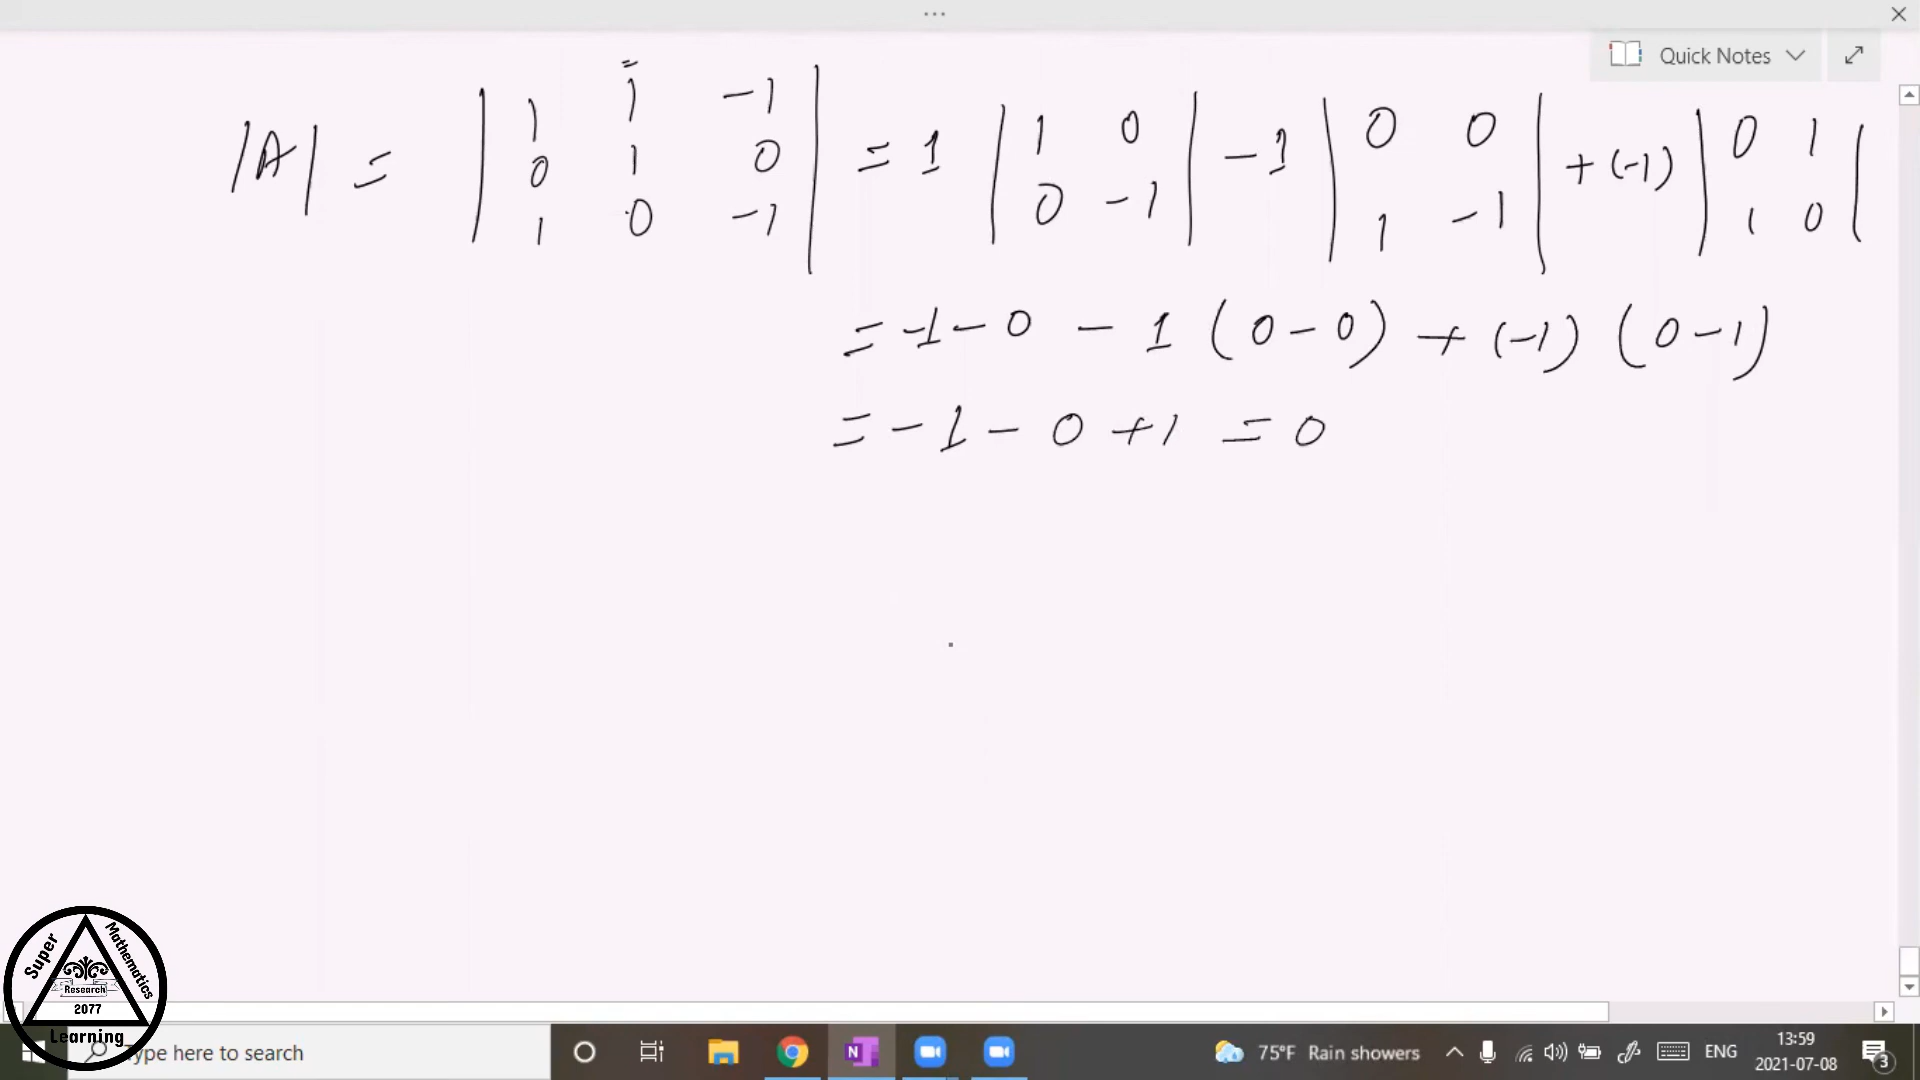 ...
Quick Notes
|A| = | 1 1 -1 | = 1 | 1 0 | -1 | 0 0 | + (-1) | 0 1 |
| 0 1 0 | | 0 -1 | | 1 -1 | | 1 0 |
| 1 0 -1 |
= -1 - 0 - 1 (0 - 0) + (-1) (0 - 1)
= -1 - 0 + 1 = 0
Super Mathematics
Research
2077
Learning
Type here to search
N
75°F Rain showers
ENG
13:59
2021-07-08
3